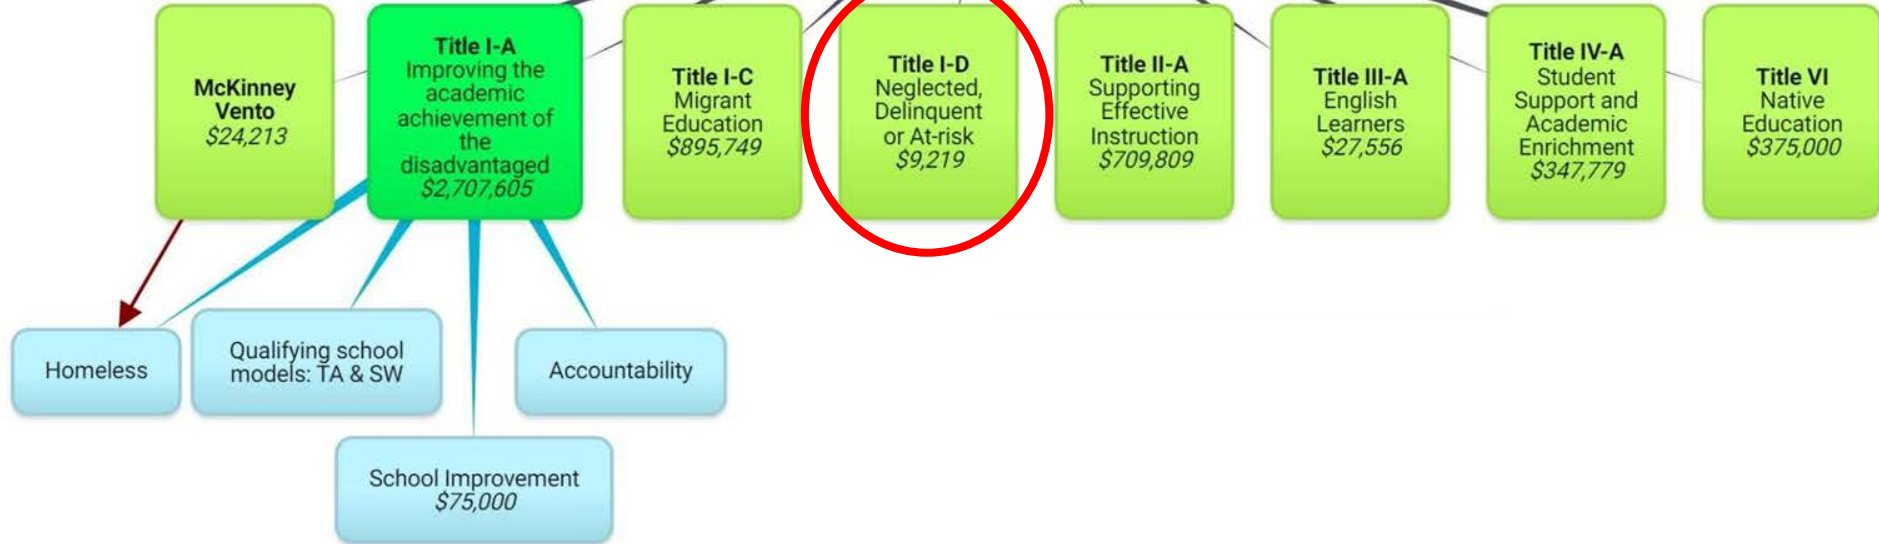 McKinney
Vento
$24,213
Title I-A
Improving the
academic
achievement of
the
disadvantaged
$2,707,605
Title I-C
Migrant
Education
$895,749
Title I-D
Neglected,
Delinquent
or At-risk
$9,219
Title II-A
Supporting
Effective
Instruction
$709,809
Title III-A
English
Learners
$27,556
Title IV-A
Student
Support and
Academic
Enrichment
$347,779
Title VI
Native
Education
$375,000
Homeless
Qualifying school
models: TA & SW
Accountability
School Improvement
$75,000